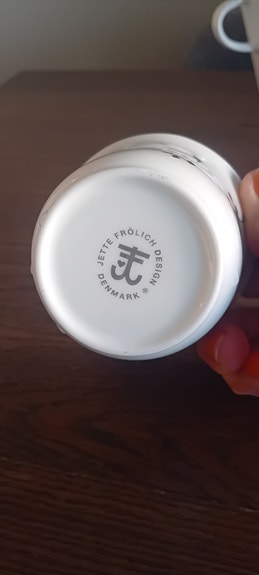 JETTE FRÖLICH DESIGN
DENMARK ®